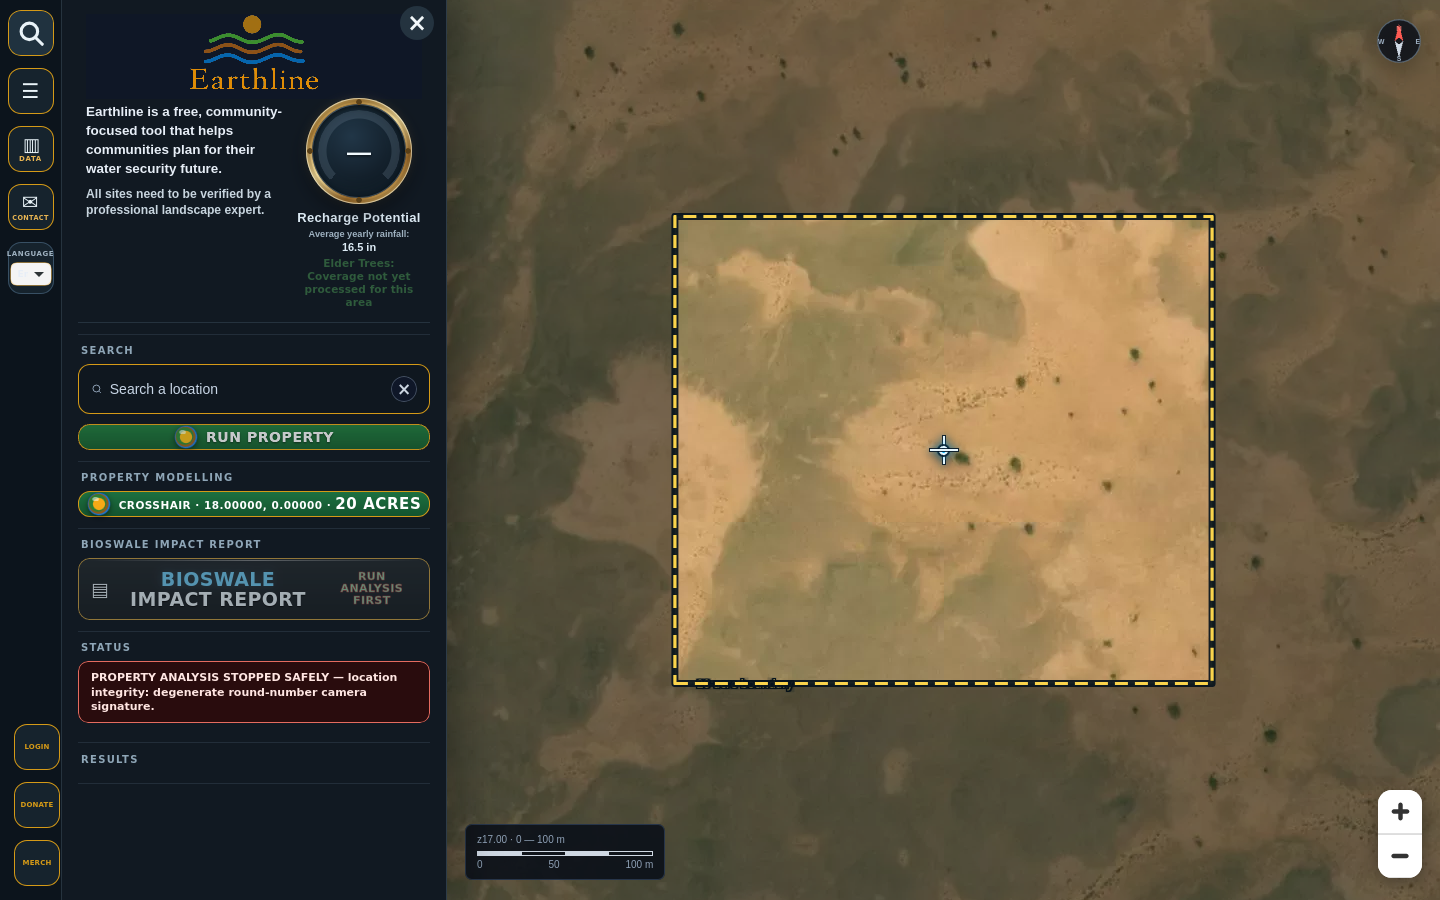 Earthline
Earthline is a free, community-
focused tool that helps
communities plan for their
water security future.
All sites need to be verified by a
professional landscape expert.
Recharge Potential
Average yearly rainfall:
16.5 in
Elder Trees:
Coverage not yet
processed for this
area
DATA
CONTACT
LANGUAGE
SEARCH
Search a location
RUN PROPERTY
PROPERTY MODELLING
CROSSHAIR · 18.00000, 0.00000 · 20 ACRES
BIOSWALE IMPACT REPORT
BIOSWALE
IMPACT REPORT
RUN
ANALYSIS
FIRST
STATUS
PROPERTY ANALYSIS STOPPED SAFELY — location
integrity: degenerate round-number camera
signature.
RESULTS
LOGIN
DONATE
MERCH
W
E
S
z17.00 · 0 — 100 m
0 50 100 m